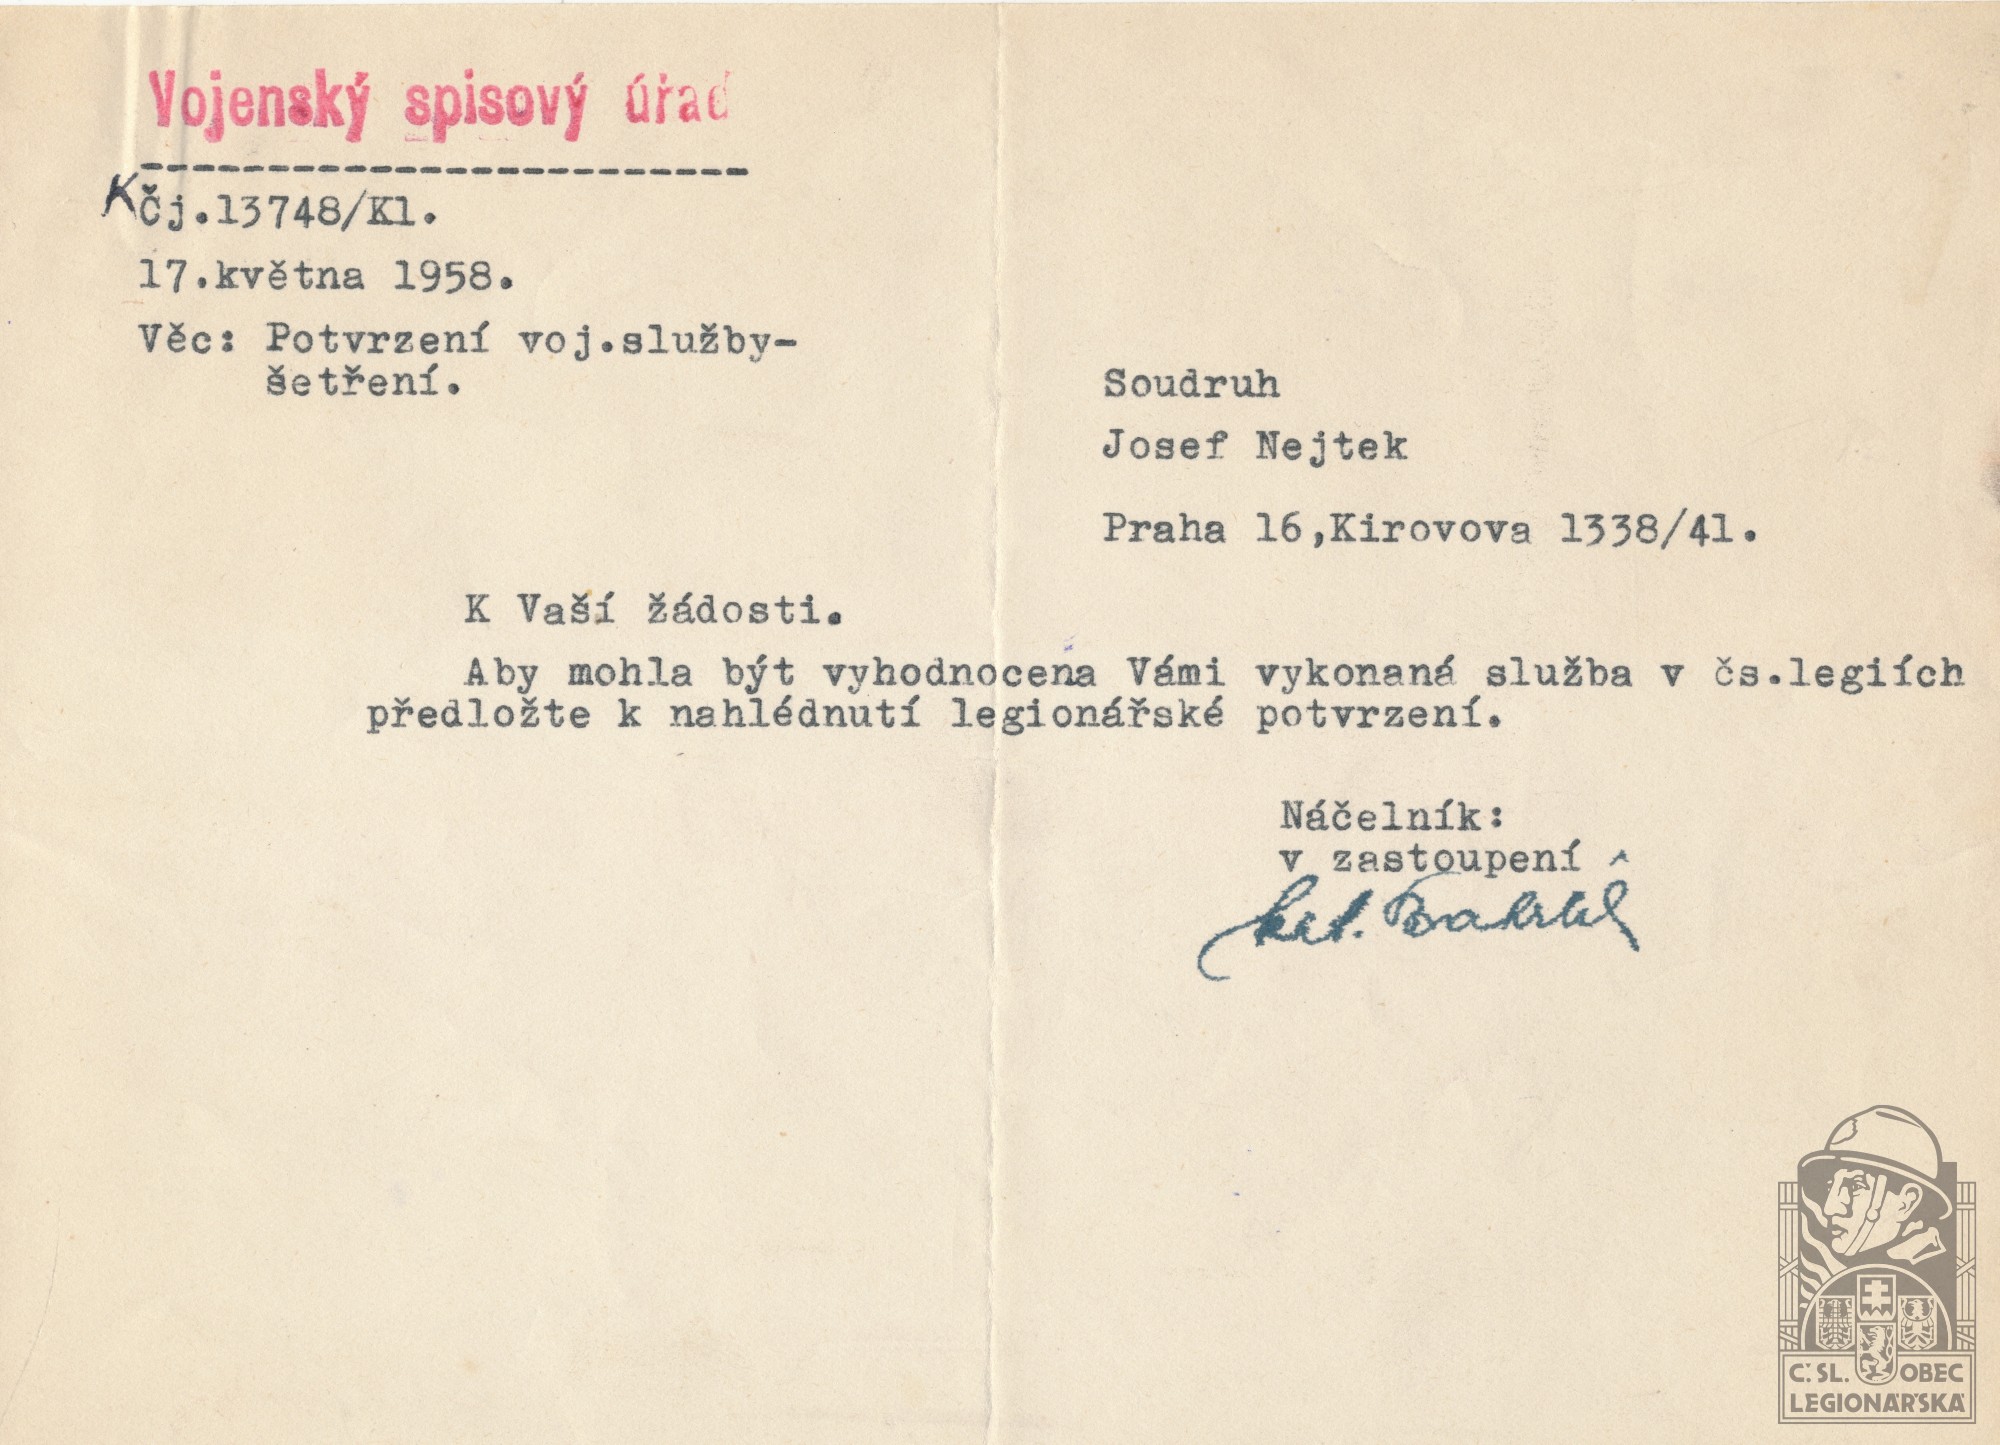 Vojenský spisový úřad
-------------------------
K
Čj.13748/Kl.
17.května 1958.
Věc: Potvrzení voj.služby-
šetření.
Soudruh
Josef Nejtek
Praha 16,Kirovova 1338/41.
K Vaší žádosti.
Aby mohla být vyhodnocena Vámi vykonaná služba v čs.legiích
předložte k nahlédnutí legionářské potvrzení.
Náčelník:
v zastoupení
Č.SL. OBEC
LEGIONÁŘSKÁ